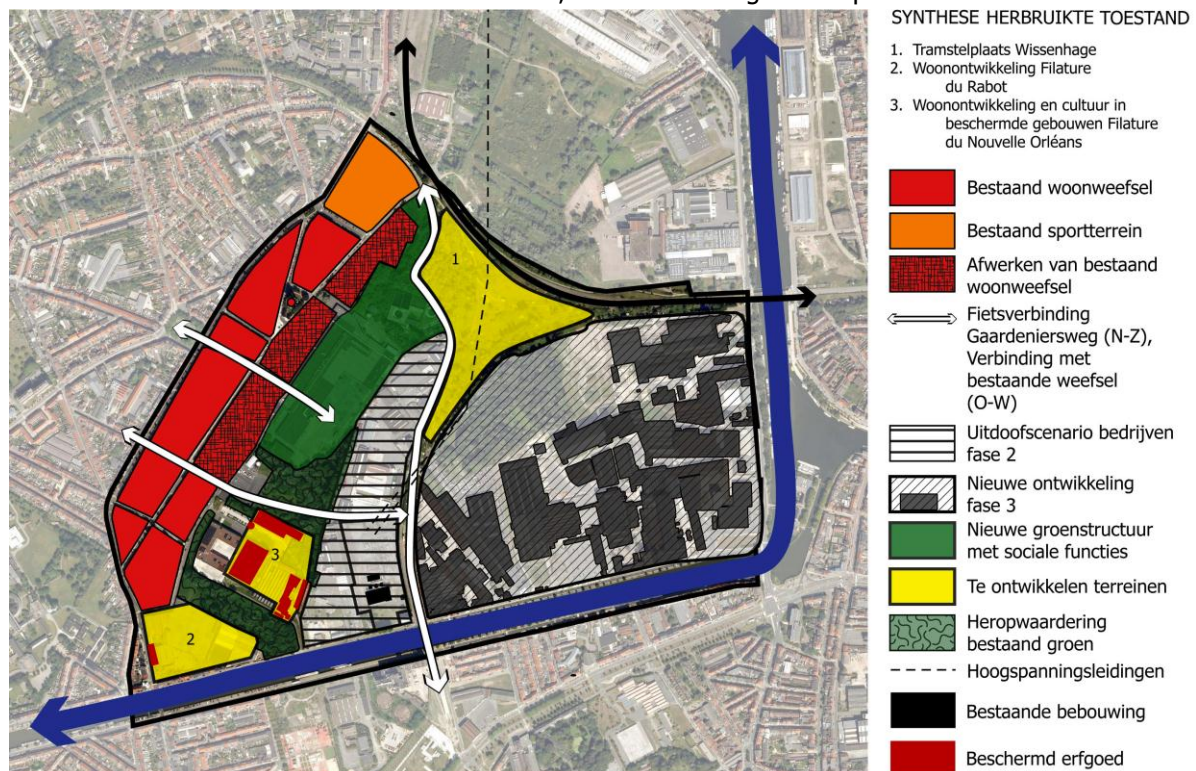 SYNTHESE HERBRUIKTE TOESTAND
1. Tramstelplaats Wissenhage
2. Woonontwikkeling Filature
du Rabot
3. Woonontwikkeling en cultuur in
beschermde gebouwen Filature
du Nouvelle Orléans
Bestaand woonweefsel
Bestaand sportterrein
Afwerken van bestaand
woonweefsel
Fietsverbinding
Gaardeniersweg (N-Z),
Verbinding met
bestaande weefsel
(O-W)
Uitdoofscenario bedrijven
fase 2
Nieuwe ontwikkeling
fase 3
Nieuwe groenstructuur
met sociale functies
Te ontwikkelen terreinen
Heropwaardering
bestaand groen
Hoogspanningsleidingen
Bestaande bebouwing
Beschermd erfgoed
1
3
2